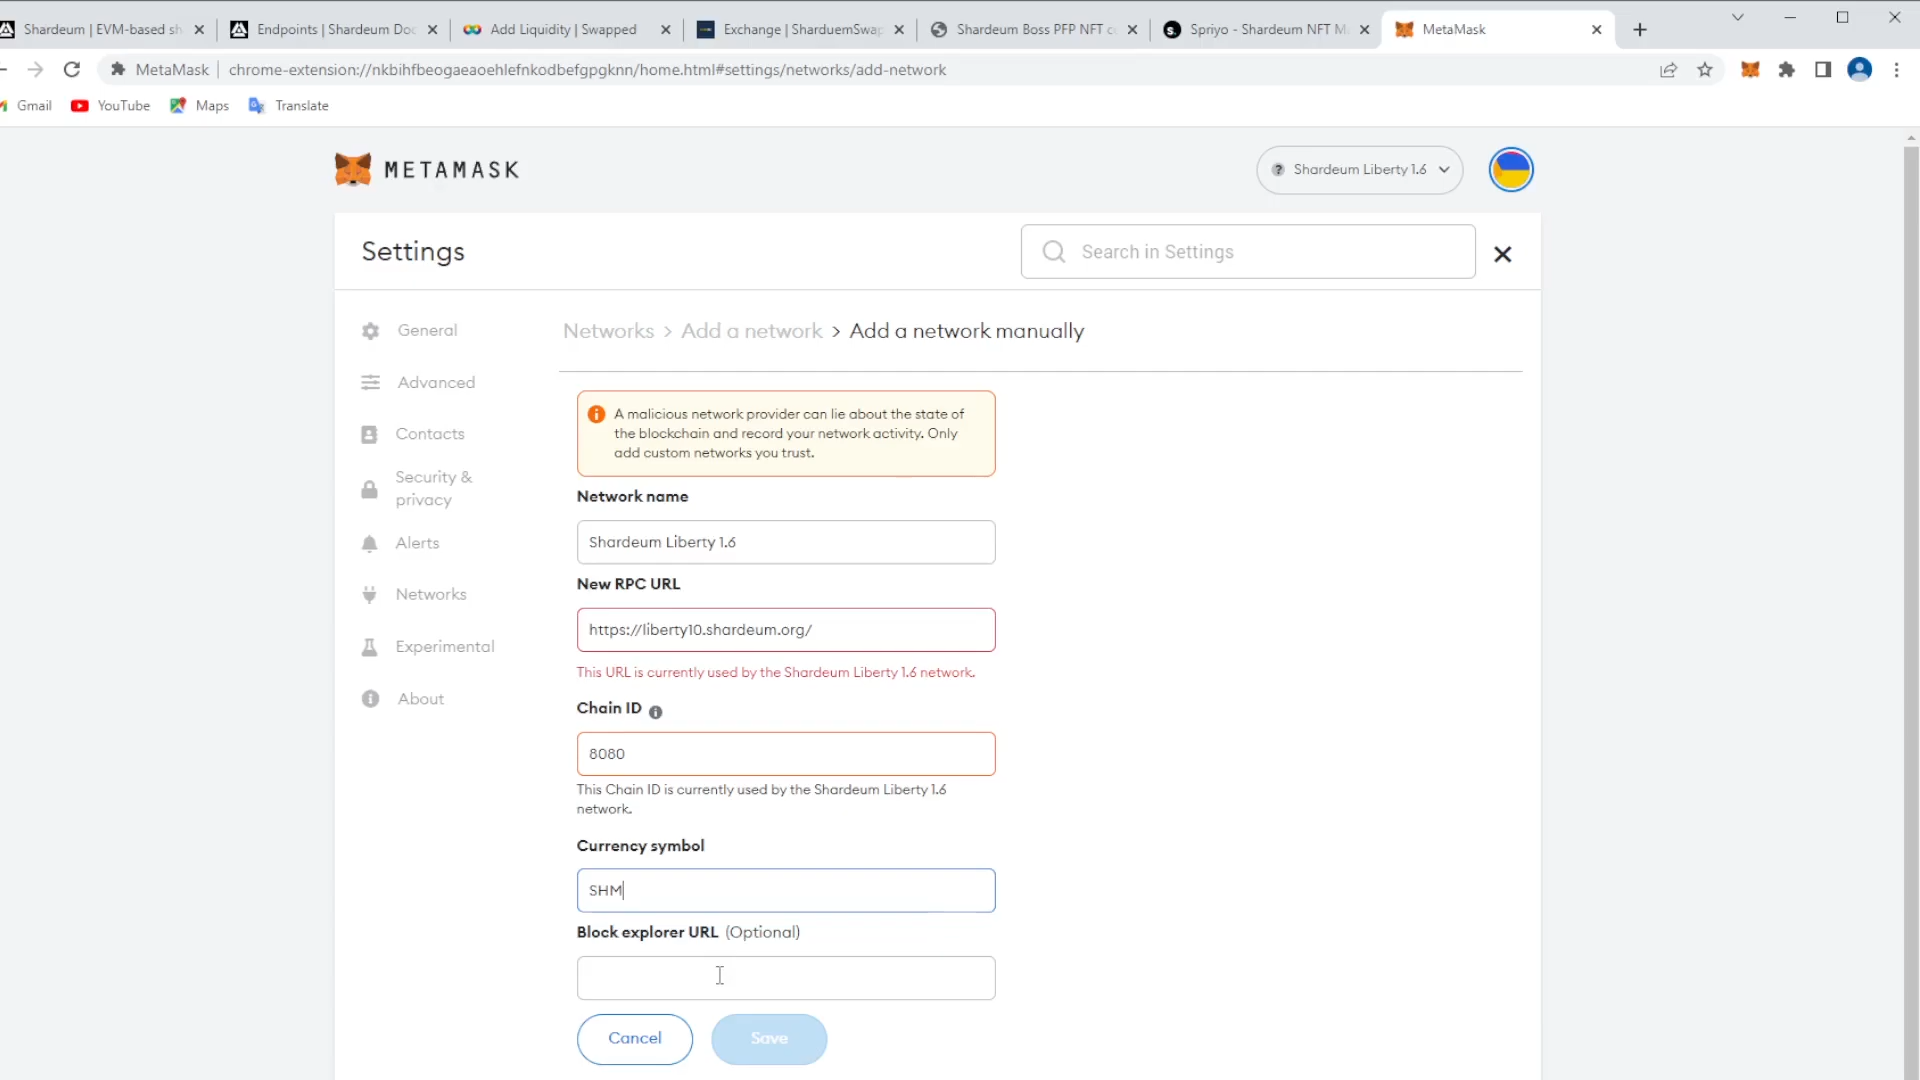 Shardeum | EVM-based sh
Endpoints | Shardeum Doc
Add Liquidity | Swapped
Exchange | SharduemSwap
Shardeum Boss PFP NFT c
Spriyo - Shardeum NFT M
MetaMask
MetaMask
chrome-extension://nkbihfbeogaeaoehlefnkodbefgpgknn/home.html#settings/networks/add-network
Gmail
YouTube
Maps
Translate
METAMASK
Shardeum Liberty 1.6
Settings
Search in Settings
General
Advanced
Contacts
Security &
privacy
Alerts
Networks
Experimental
About
Networks > Add a network > Add a network manually
A malicious network provider can lie about the state of
the blockchain and record your network activity. Only
add custom networks you trust.
Network name
Shardeum Liberty 1.6
New RPC URL
https://liberty10.shardeum.org/
This URL is currently used by the Shardeum Liberty 1.6 network.
Chain ID
8080
This Chain ID is currently used by the Shardeum Liberty 1.6
network.
Currency symbol
SHM
Block explorer URL (Optional)
Cancel
Save